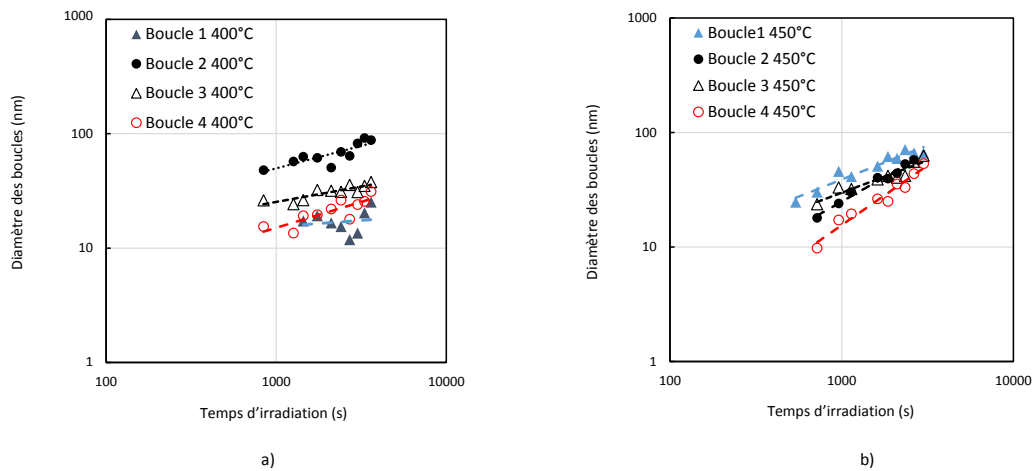 1000
100
10
1
100
1000
10000
Diamètre des boucles (nm)
Temps d'irradiation (s)
Boucle 1 400°C
Boucle 2 400°C
Boucle 3 400°C
Boucle 4 400°C
a)
1000
100
10
1
100
1000
10000
Diamètre des boucles (nm)
Temps d'irradiation (s)
Boucle1 450°C
Boucle 2 450°C
Boucle 3 450°C
Boucle 4 450°C
b)